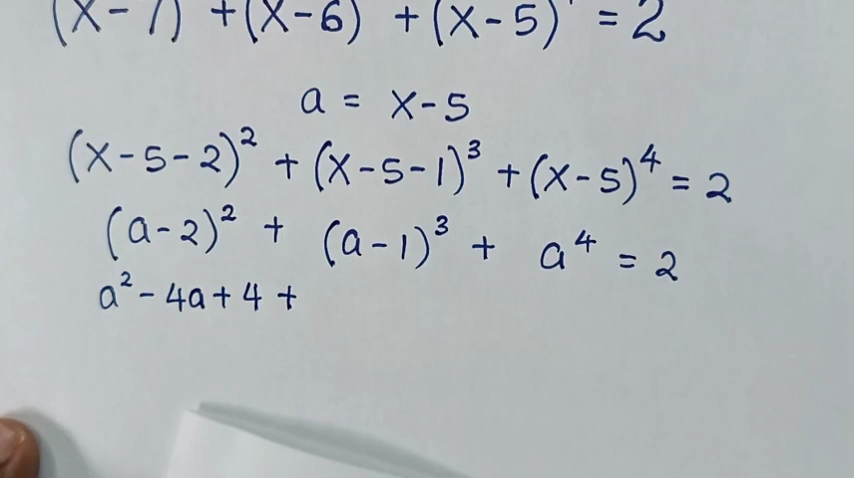 (x-7) + (x-6) + (x-5) = 2
a = x-5
(x-5-2)² + (x-5-1)³ + (x-5)⁴ = 2
(a-2)² + (a-1)³ + a⁴ = 2
a² - 4a + 4 +